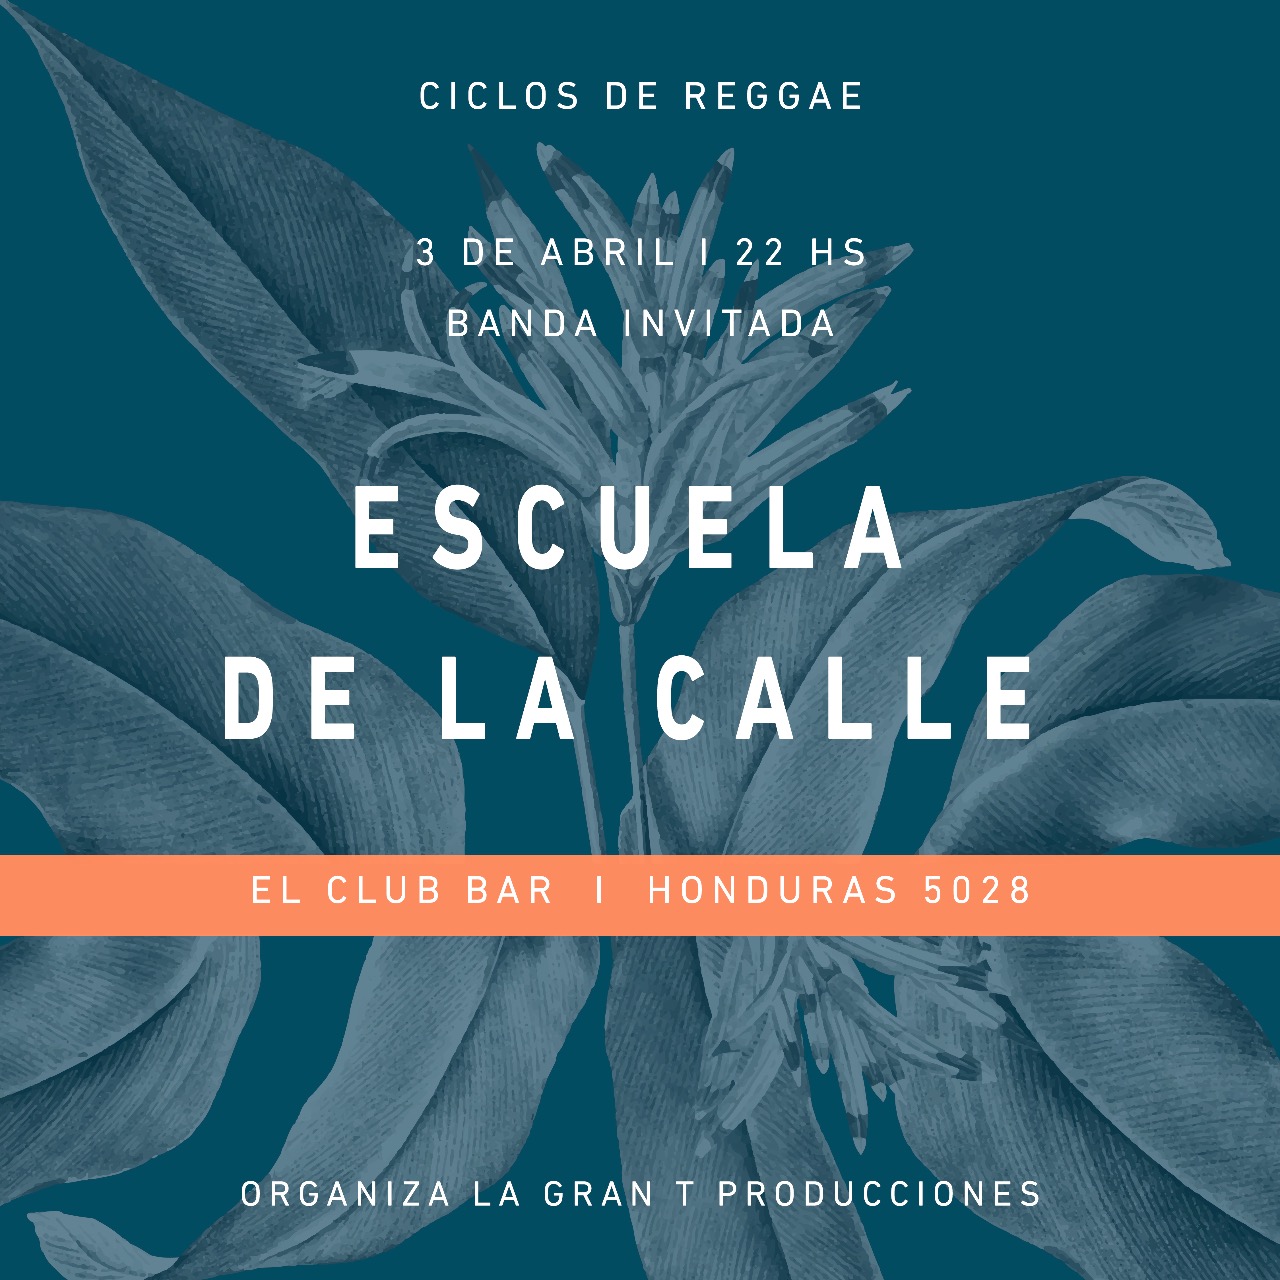 CICLOS DE REGGAE
3 DE ABRIL I 22 HS
BANDA INVITADA
ESCUELA
DE LA CALLE
EL CLUB BAR I HONDURAS 5028
ORGANIZA LA GRAN T PRODUCCIONES